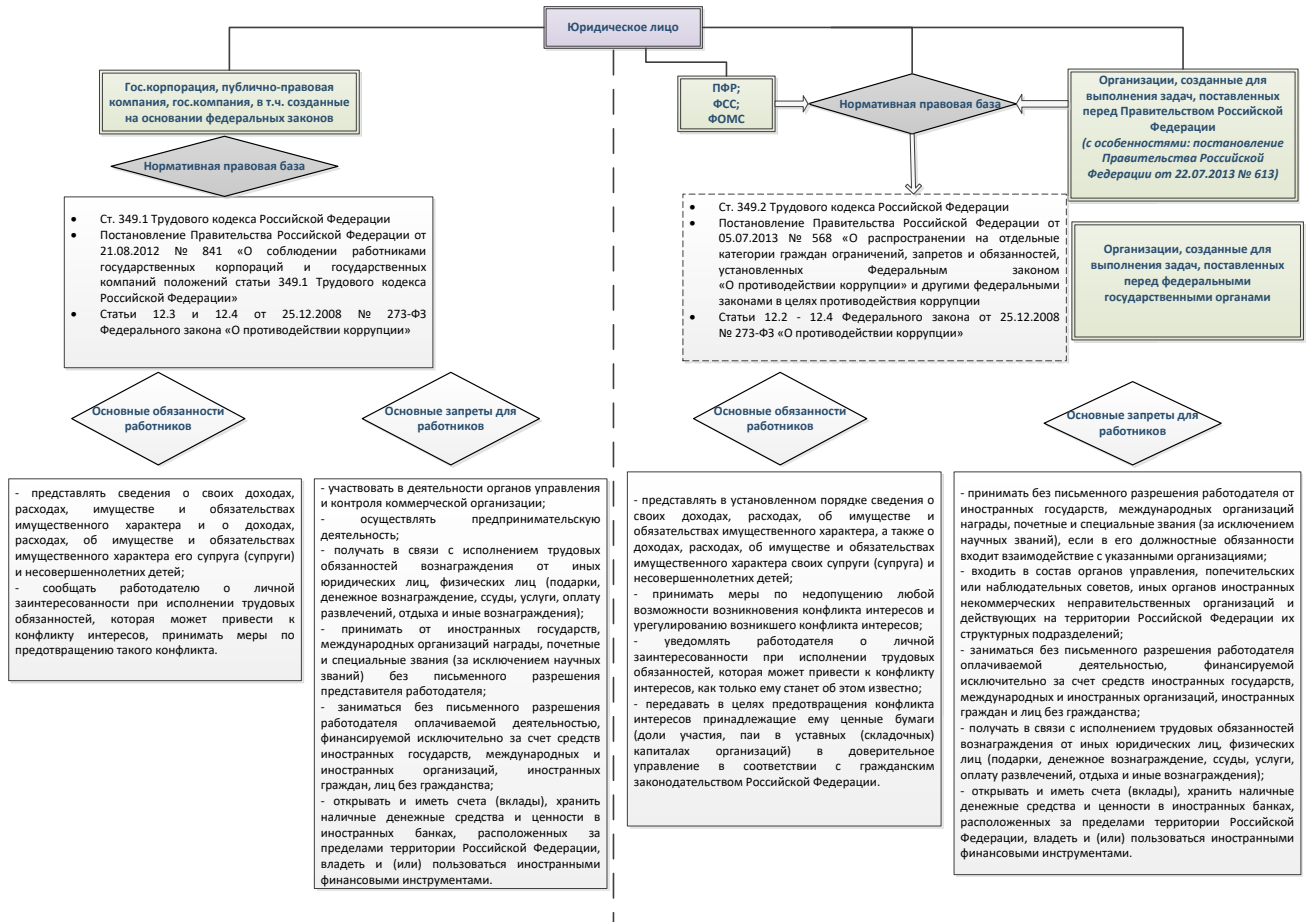 Юридическое лицо
Гос.корпорация, публично-правовая
компания, гос.компания, в т.ч. созданные
на основании федеральных законов
Нормативная правовая база
• Ст. 349.1 Трудового кодекса Российской Федерации
• Постановление Правительства Российской Федерации от
21.08.2012 № 841 «О соблюдении работниками
государственных корпораций и государственных
компаний положений статьи 349.1 Трудового кодекса
Российской Федерации»
• Статьи 12.3 и 12.4 от 25.12.2008 № 273-ФЗ
Федерального закона «О противодействии коррупции»
Основные обязанности
работников
- представлять сведения о своих доходах,
расходах, имуществе и обязательствах
имущественного характера и о доходах,
расходах, об имуществе и обязательствах
имущественного характера его супруга (супруги)
и несовершеннолетних детей;
- сообщать работодателю о личной
заинтересованности при исполнении трудовых
обязанностей, которая может привести к
конфликту интересов, принимать меры по
предотвращению такого конфликта.
Основные запреты для
работников
- участвовать в деятельности органов управления
и контроля коммерческой организации;
- осуществлять предпринимательскую
деятельность;
- получать в связи с исполнением трудовых
обязанностей вознаграждения от иных
юридических лиц, физических лиц (подарки,
денежное вознаграждение, ссуды, услуги, оплату
развлечений, отдыха и иные вознаграждения);
- принимать от иностранных государств,
международных организаций награды, почетные
и специальные звания (за исключением научных
званий) без письменного разрешения
представителя работодателя;
- заниматься без письменного разрешения
работодателя оплачиваемой деятельностью,
финансируемой исключительно за счет средств
иностранных государств, международных и
иностранных организаций, иностранных
граждан, лиц без гражданства;
- открывать и иметь счета (вклады), хранить
наличные денежные средства и ценности в
иностранных банках, расположенных за
пределами территории Российской Федерации,
владеть и (или) пользоваться иностранными
финансовыми инструментами.
ПФР;
ФСС;
ФОМС
Нормативная правовая база
Организации, созданные для
выполнения задач, поставленных
перед Правительством Российской
Федерации
(с особенностями: постановление
Правительства Российской
Федерации от 22.07.2013 № 613)
• Ст. 349.2 Трудового кодекса Российской Федерации
• Постановление Правительства Российской Федерации от
05.07.2013 № 568 «О распространении на отдельные
категории граждан ограничений, запретов и обязанностей,
установленных Федеральным законом
«О противодействии коррупции» и другими федеральными
законами в целях противодействия коррупции
• Статьи 12.2 - 12.4 Федерального закона от 25.12.2008
№ 273-ФЗ «О противодействии коррупции»
Организации, созданные для
выполнения задач, поставленных
перед федеральными
государственными органами
Основные обязанности
работников
- представлять в установленном порядке сведения о
своих доходах, расходах, об имуществе и
обязательствах имущественного характера, а также о
доходах, расходах, об имуществе и обязательствах
имущественного характера своих супруги (супруга) и
несовершеннолетних детей;
- принимать меры по недопущению любой
возможности возникновения конфликта интересов и
урегулированию возникшего конфликта интересов;
- уведомлять работодателя о личной
заинтересованности при исполнении трудовых
обязанностей, которая может привести к конфликту
интересов, как только ему станет об этом известно;
- передавать в целях предотвращения конфликта
интересов принадлежащие ему ценные бумаги
(доли участия, паи в уставных (складочных)
капиталах организаций) в доверительное
управление в соответствии с гражданским
законодательством Российской Федерации.
Основные запреты для
работников
- принимать без письменного разрешения работодателя от
иностранных государств, международных организаций
награды, почетные и специальные звания (за исключением
научных званий), если в его должностные обязанности
входит взаимодействие с указанными организациями;
- входить в состав органов управления, попечительских
или наблюдательных советов, иных органов иностранных
некоммерческих неправительственных организаций и
действующих на территории Российской Федерации их
структурных подразделений;
- заниматься без письменного разрешения работодателя
оплачиваемой деятельностью, финансируемой
исключительно за счет средств иностранных государств,
международных и иностранных организаций, иностранных
граждан и лиц без гражданства;
- получать в связи с исполнением трудовых обязанностей
вознаграждения от иных юридических лиц, физических
лиц (подарки, денежное вознаграждение, ссуды, услуги,
оплату развлечений, отдыха и иные вознаграждения);
- открывать и иметь счета (вклады), хранить наличные
денежные средства и ценности в иностранных банках,
расположенных за пределами территории Российской
Федерации, владеть и (или) пользоваться иностранными
финансовыми инструментами.